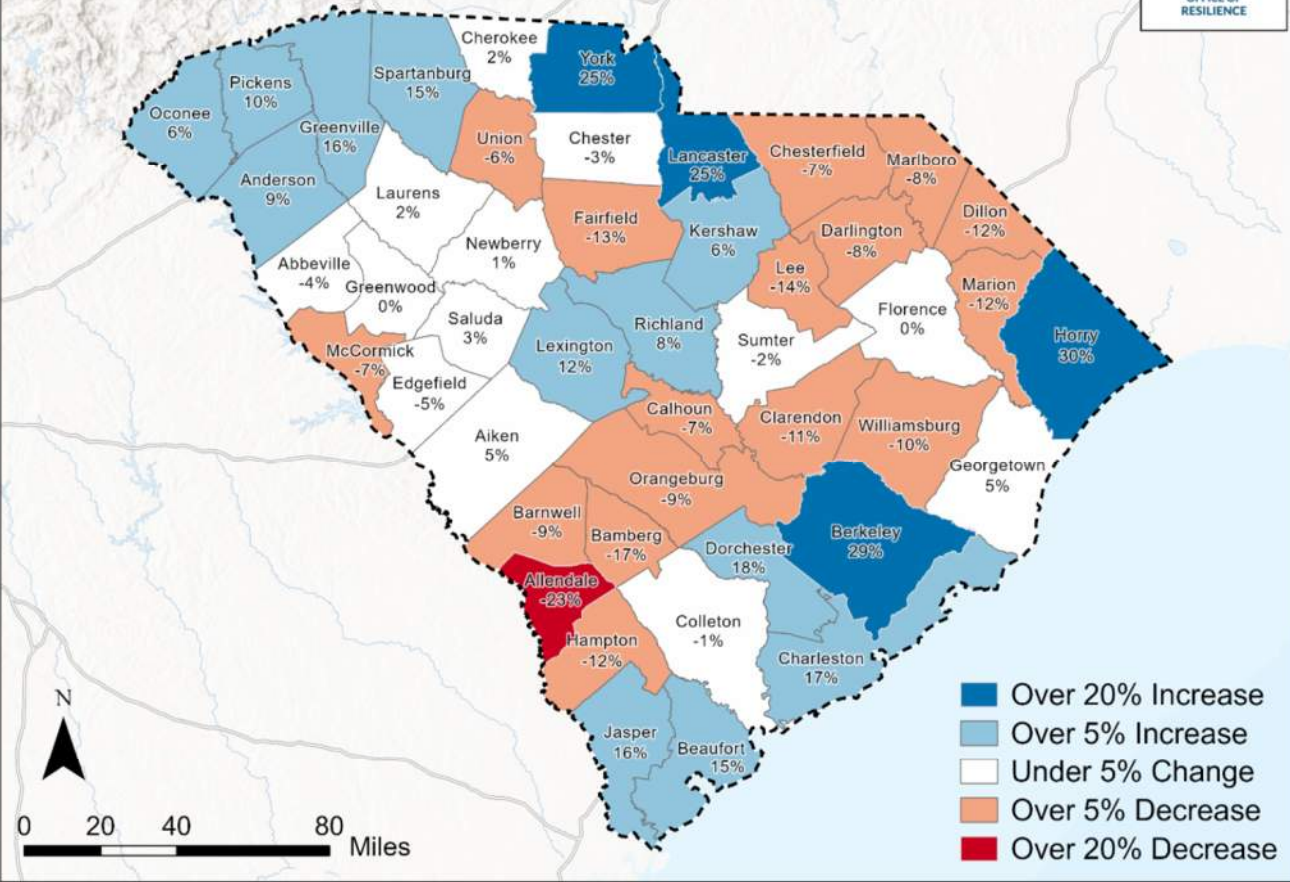 OFFICE OF
RESILIENCE
Cherokee
2%
York
25%
Spartanburg
15%
Pickens
10%
Oconee
6%
Greenville
16%
Union
-6%
Chester
-3%
Lancaster
25%
Chesterfield
-7%
Marlboro
-8%
Anderson
9%
Laurens
2%
Fairfield
-13%
Kershaw
6%
Darlington
-8%
Dillon
-12%
Newberry
1%
Abbeville
-4%
Greenwood
0%
Lee
-14%
Marion
-12%
Saluda
3%
Richland
8%
Florence
0%
Horry
30%
Lexington
12%
Sumter
-2%
McCormick
-7%
Edgefield
-5%
Calhoun
-7%
Clarendon
-11%
Williamsburg
-10%
Aiken
5%
Georgetown
5%
Orangeburg
-9%
Barnwell
-9%
Bamberg
-17%
Berkeley
29%
Dorchester
18%
Allendale
-23%
Colleton
-1%
Hampton
-12%
Charleston
17%
Jasper
16%
Beaufort
15%
N
0 20 40 80
Miles
Over 20% Increase
Over 5% Increase
Under 5% Change
Over 5% Decrease
Over 20% Decrease